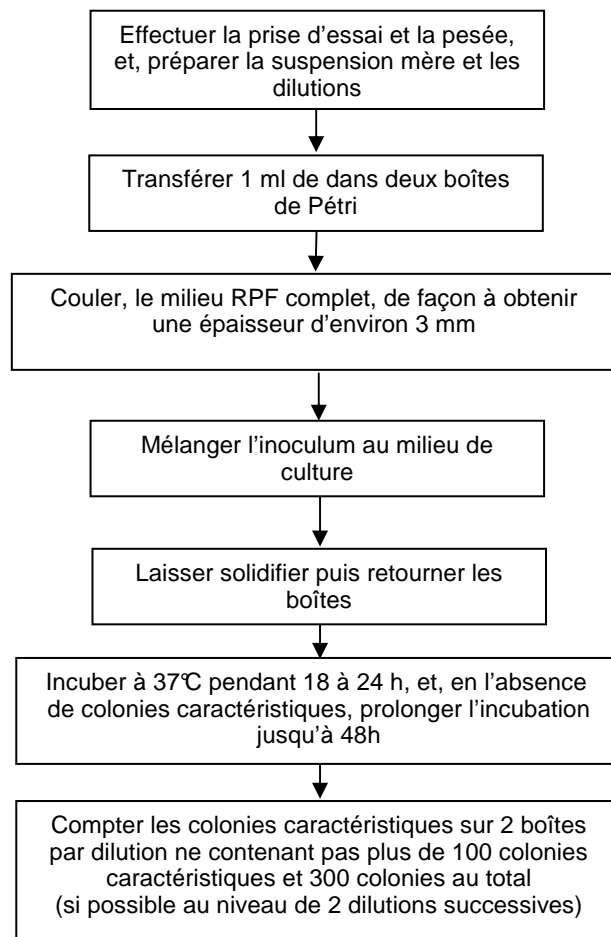 Effectuer la prise d’essai et la pesée,
et, préparer la suspension mère et les
dilutions
Transférer 1 ml de dans deux boîtes
de Pétri
Couler, le milieu RPF complet, de façon à obtenir
une épaisseur d’environ 3 mm
Mélanger l’inoculum au milieu de
culture
Laisser solidifier puis retourner les
boîtes
Incuber à 37°C pendant 18 à 24 h, et, en l’absence
de colonies caractéristiques, prolonger l’incubation
jusqu’à 48h
Compter les colonies caractéristiques sur 2 boîtes
par dilution ne contenant pas plus de 100 colonies
caractéristiques et 300 colonies au total
(si possible au niveau de 2 dilutions successives)